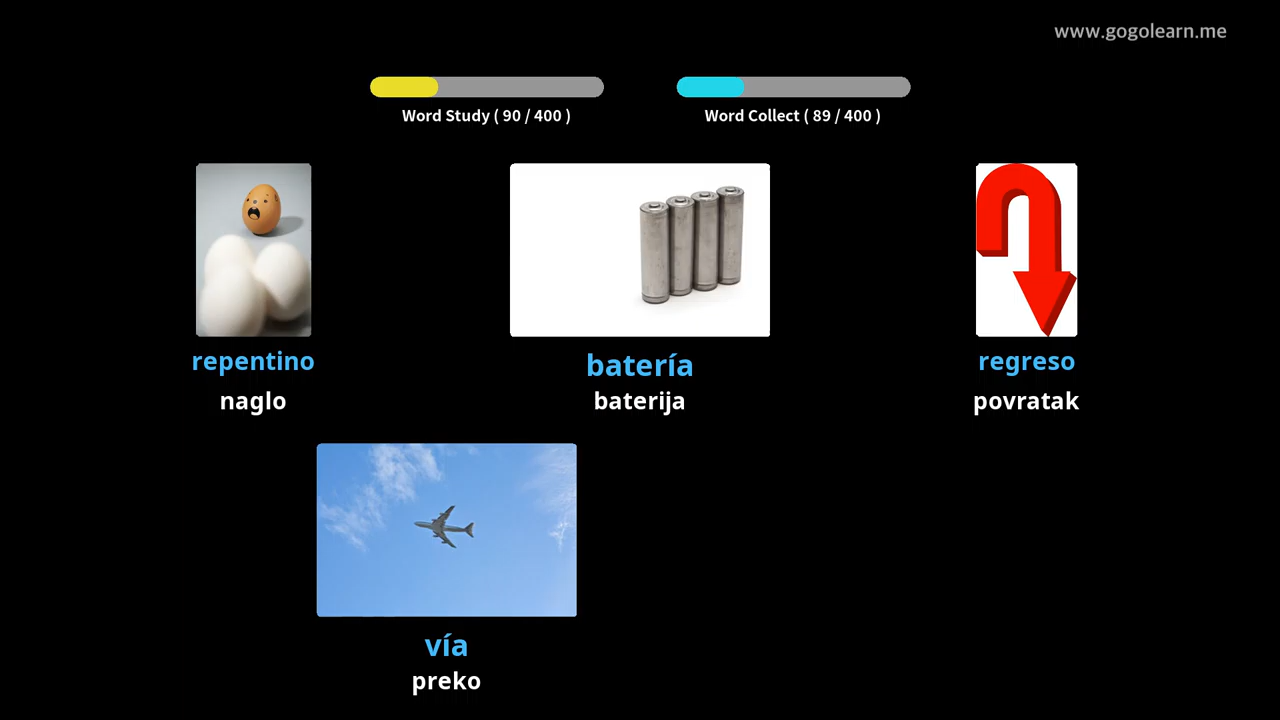 www.gogolearn.me
Word Study ( 90 / 400 )
Word Collect ( 89 / 400 )
repentino
naglo
batería
baterija
regreso
povratak
vía
preko